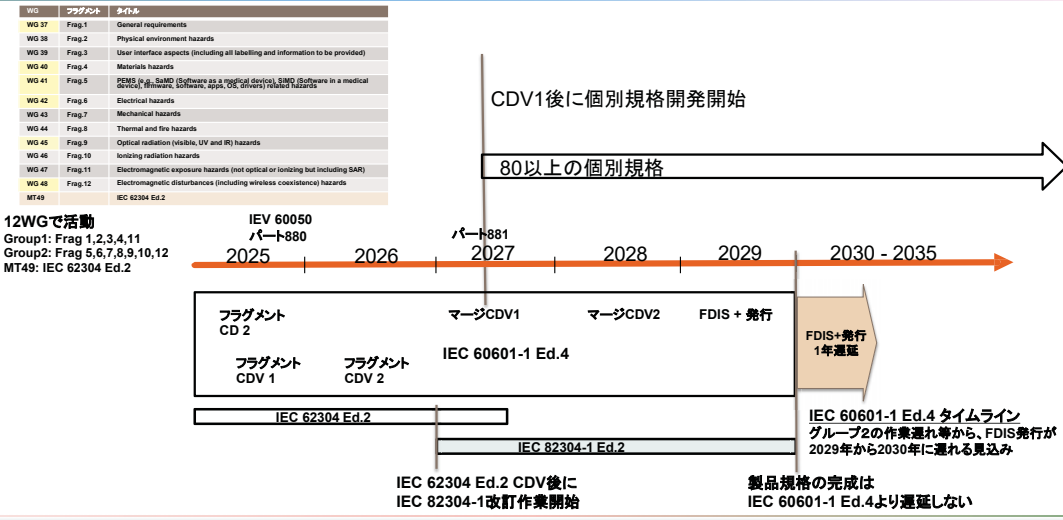 WG フラグメント タイトル
WG 37 Frag.1 General requirements
WG 38 Frag.2 Physical environment hazards
WG 39 Frag.3 User interface aspects (including all labelling and information to be provided)
WG 40 Frag.4 Materials hazards
WG 41 Frag.5 PEMS (e.g., SaMD (Software as a medical device), SiMD (Software in a medical
device), firmware, software, apps, OS, drivers) related hazards
WG 42 Frag.6 Electrical hazards
WG 43 Frag.7 Mechanical hazards
WG 44 Frag.8 Thermal and fire hazards
WG 45 Frag.9 Optical radiation (visible, UV and IR) hazards
WG 46 Frag.10 Ionizing radiation hazards
WG 47 Frag.11 Electromagnetic exposure hazards (not optical or ionizing but including SAR)
WG 48 Frag.12 Electromagnetic disturbances (including wireless coexistence) hazards
MT49 IEC 62304 Ed.2
CDV1後に個別規格開発開始
80以上の個別規格
12WGで活動
Group1: Frag 1,2,3,4,11
Group2: Frag 5,6,7,8,9,10,12
MT49: IEC 62304 Ed.2
IEV 60050
パート880
パート881
2025 2026 2027 2028 2029 2030 - 2035
フラグメント
CD 2
フラグメント
CDV 1
フラグメント
CDV 2
マージCDV1
マージCDV2
FDIS + 発行
IEC 60601-1 Ed.4
FDIS+発行
1年遅延
IEC 62304 Ed.2
IEC 82304-1 Ed.2
IEC 60601-1 Ed.4 タイムライン
グループ2の作業遅れ等から、FDIS発行が
2029年から2030年に遅れる見込み
IEC 62304 Ed.2 CDV後に
IEC 82304-1改訂作業開始
製品規格の完成は
IEC 60601-1 Ed.4より遅延しない